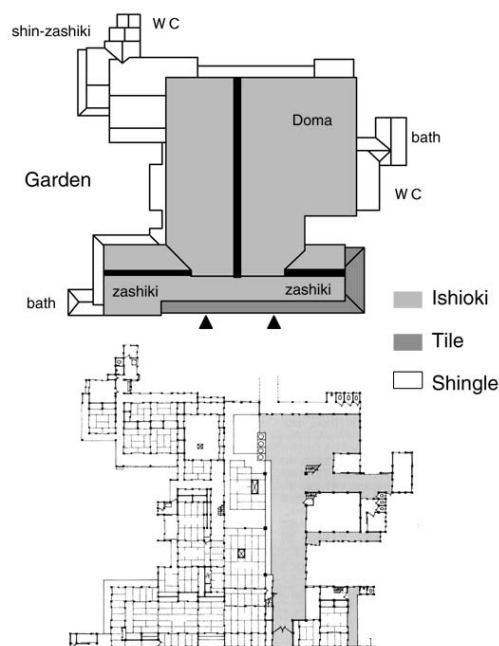 W C
shin-zashiki
Doma
bath
Garden
W C
zashiki
zashiki
bath
Ishioki
Tile
Shingle